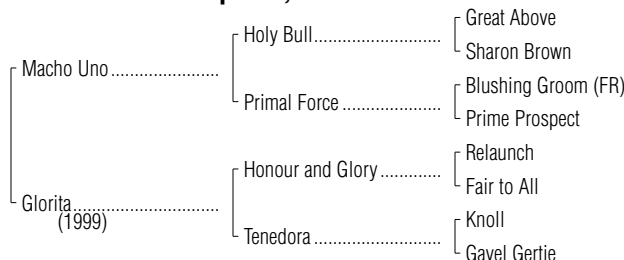 Great Above
Holy Bull
Sharon Brown
Macho Uno
Blushing Groom (FR)
Primal Force
Prime Prospect
Relaunch
Honour and Glory
Fair to All
Glorita
(1999)
Knoll
Tenedora
Gavel Gertie